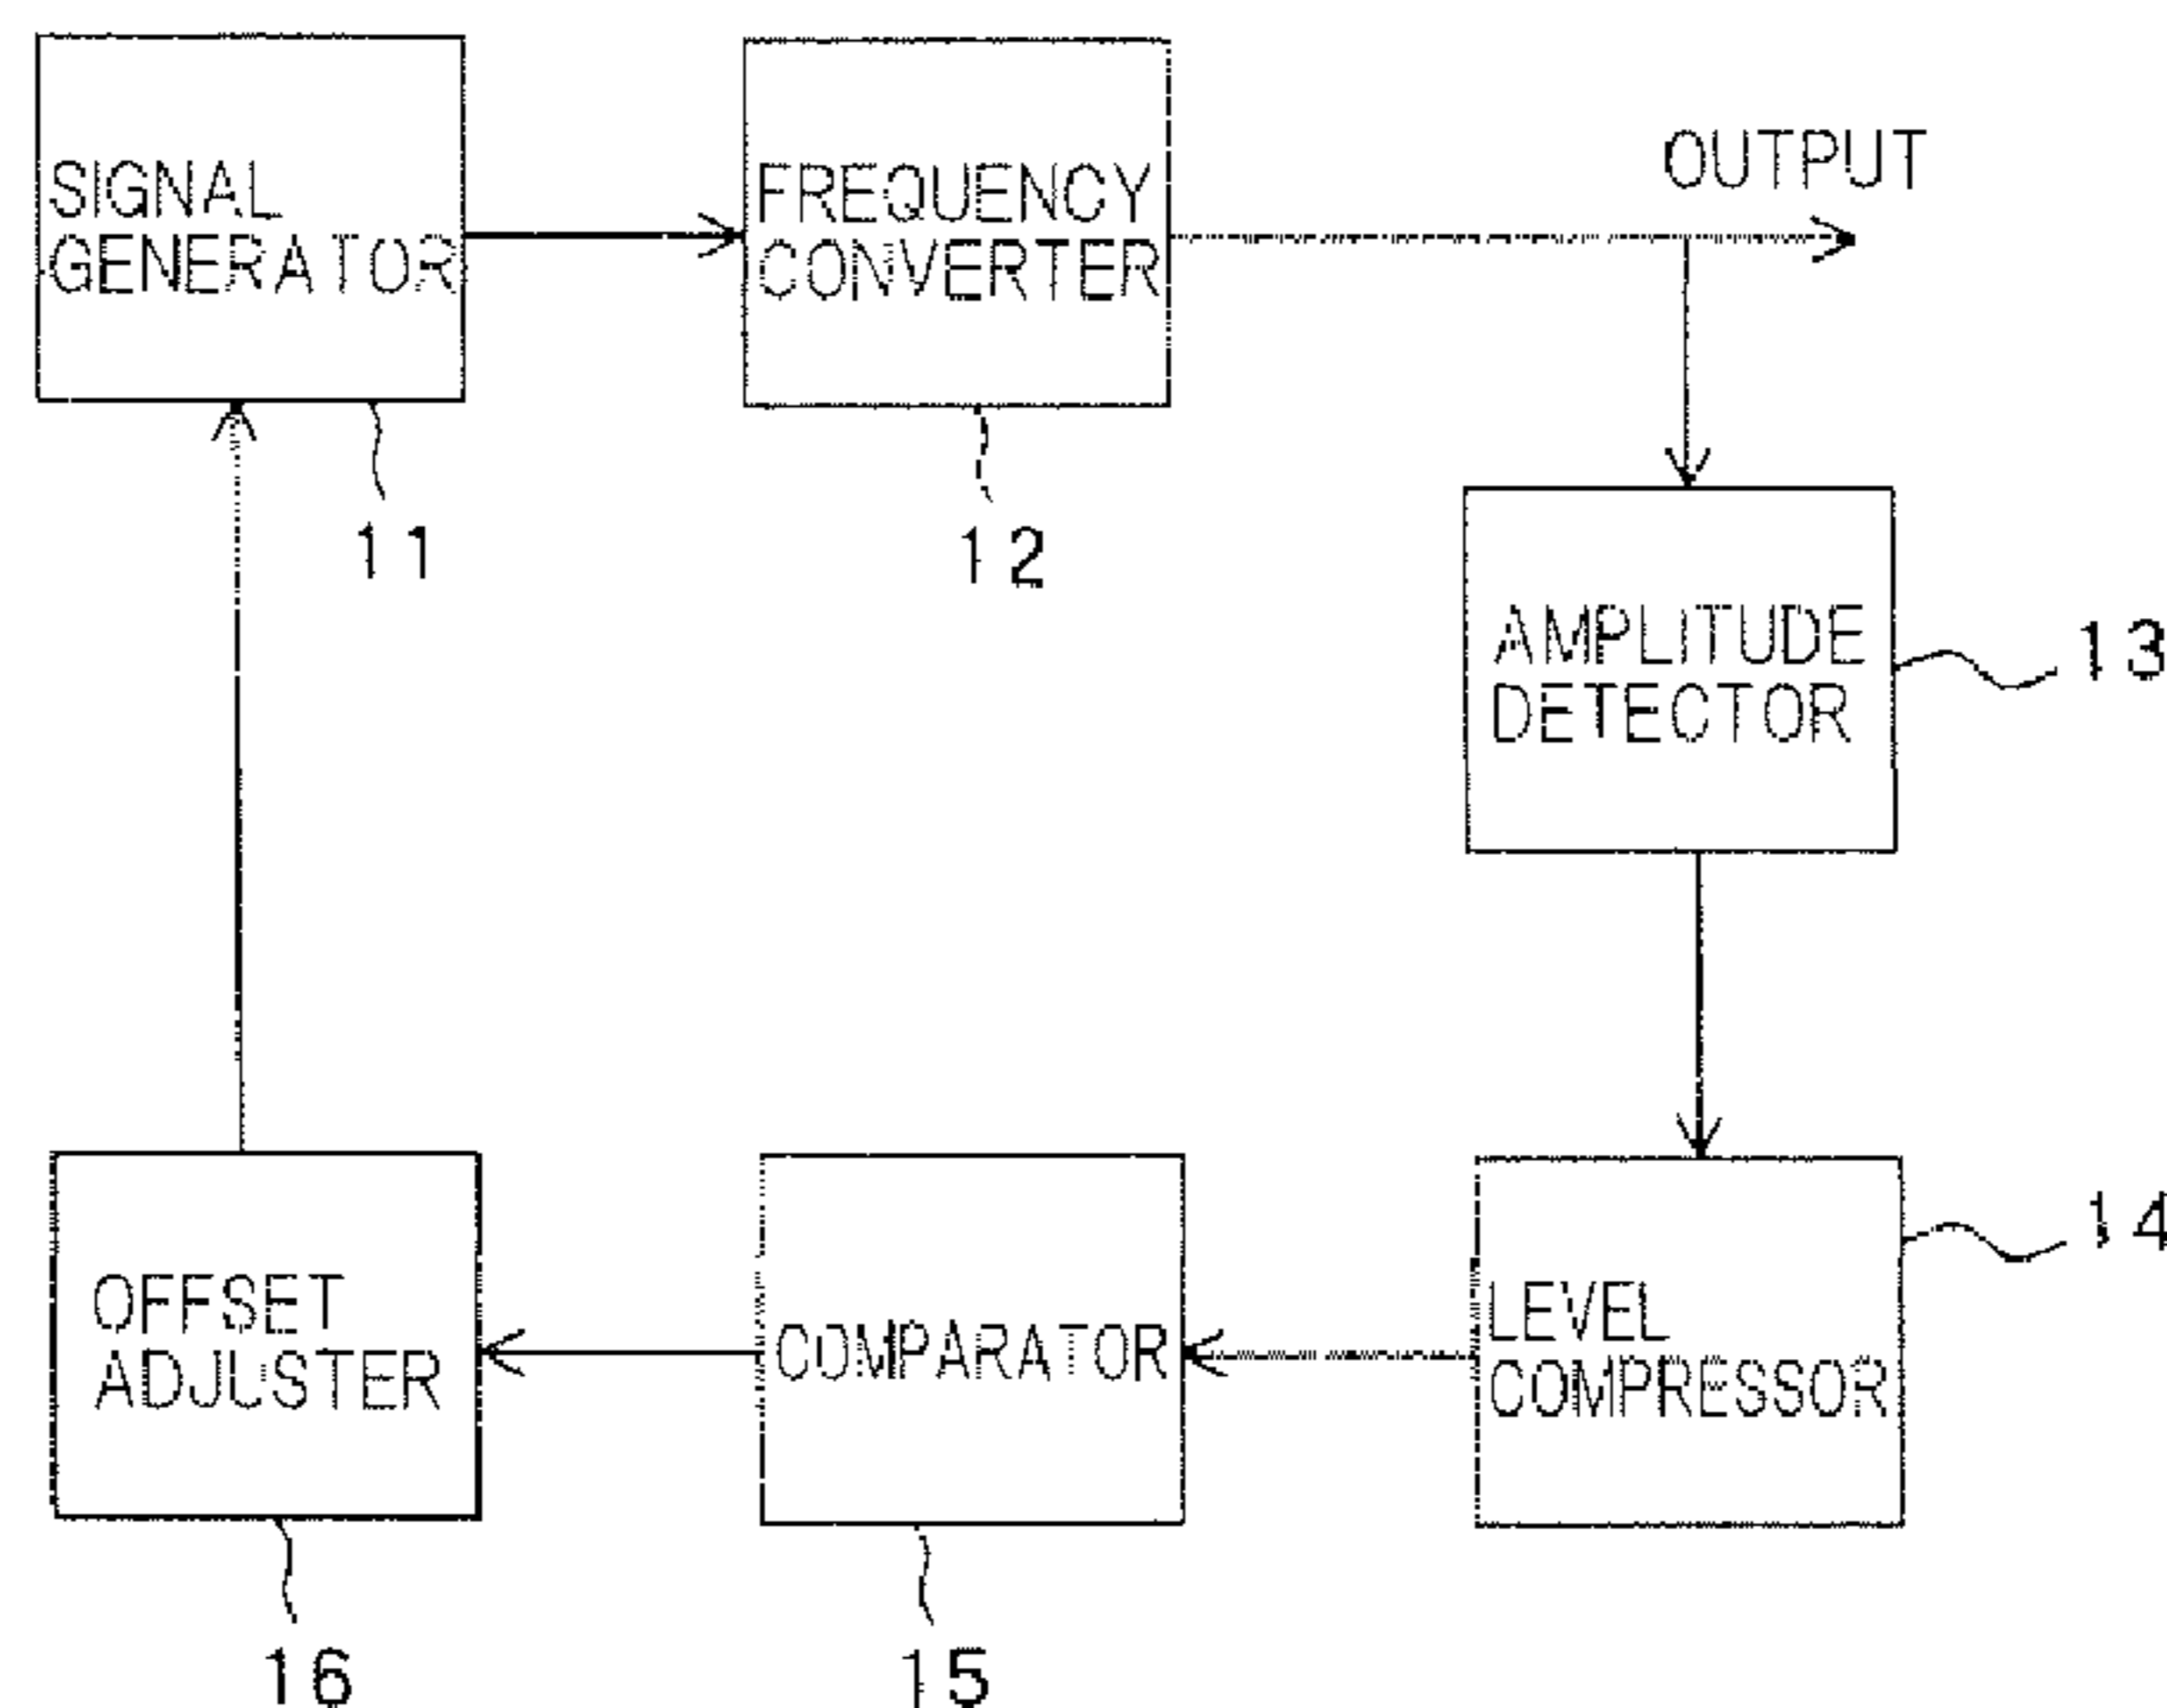 SIGNAL
GENERATOR
11
FREQUENCY
CONVERTER
12
OUTPUT
AMPLITUDE
DETECTOR
13
LEVEL
COMPRESSOR
14
COMPARATOR
15
OFFSET
ADJUSTER
16